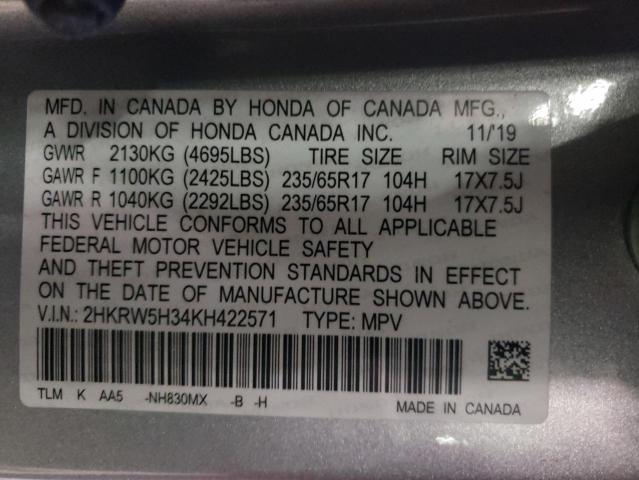 MFD. IN CANADA BY HONDA OF CANADA MFG.,
A DIVISION OF HONDA CANADA INC. 11/19
GVWR 2130KG (4695LBS) TIRE SIZE RIM SIZE
GAWR F 1100KG (2425LBS) 235/65R17 104H 17X7.5J
GAWR R 1040KG (2292LBS) 235/65R17 104H 17X7.5J
THIS VEHICLE CONFORMS TO ALL APPLICABLE
FEDERAL MOTOR VEHICLE SAFETY
AND THEFT PREVENTION STANDARDS IN EFFECT
ON THE DATE OF MANUFACTURE SHOWN ABOVE.
V.I.N.: 2HKRW5H34KH422571 TYPE: MPV
TLM K AA5 -NH830MX -B -H
MADE IN CANADA